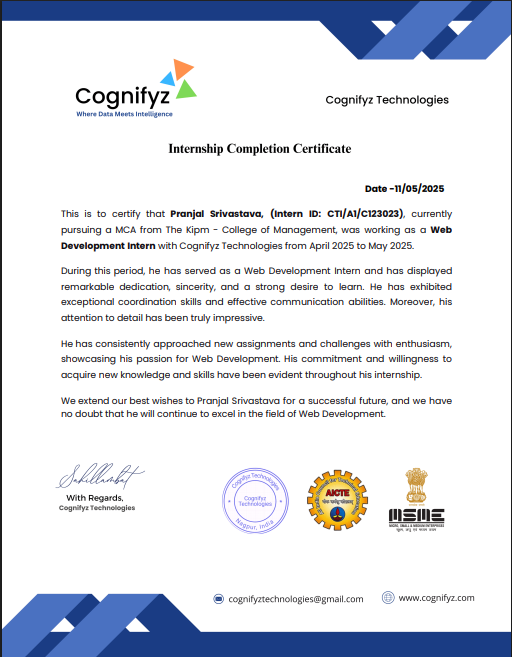 Cognifyz
Where Data Meets Intelligence
Cognifyz Technologies
Internship Completion Certificate
Date -11/05/2025
This is to certify that Pranjal Srivastava, (Intern ID: CTI/A1/C123023), currently
pursuing a MCA from The Kipm - College of Management, was working as a Web
Development Intern with Cognifyz Technologies from April 2025 to May 2025.
During this period, he has served as a Web Development Intern and has displayed
remarkable dedication, sincerity, and a strong desire to learn. He has exhibited
exceptional coordination skills and effective communication abilities. Moreover, his
attention to detail has been truly impressive.
He has consistently approached new assignments and challenges with enthusiasm,
showcasing his passion for Web Development. His commitment and willingness to
acquire new knowledge and skills have been evident throughout his internship.
We extend our best wishes to Pranjal Srivastava for a successful future, and we have
no doubt that he will continue to excel in the field of Web Development.
With Regards,
Cognifyz Technologies
Cognifyz Technologies
Cognifyz
Technologies
Nagpur, India
AICTE
MSME
MICRO, SMALL & MEDIUM ENTERPRISES
cognifyztechnologies@gmail.com
www.cognifyz.com